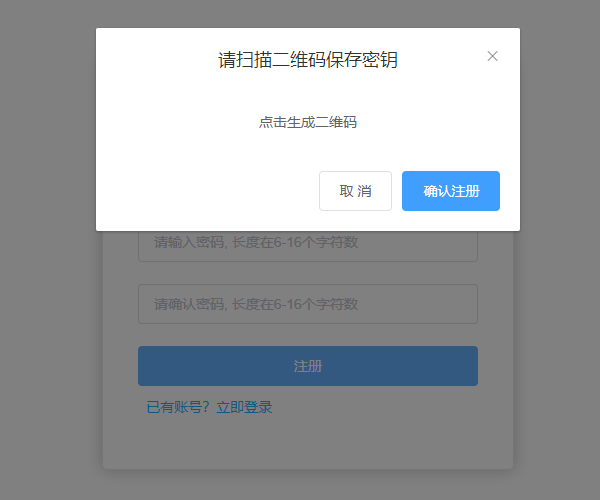 请扫描二维码保存密钥
点击生成二维码
取 消
确认注册
请输入密码, 长度在6-16个字符数
请确认密码, 长度在6-16个字符数
注册
已有账号？立即登录